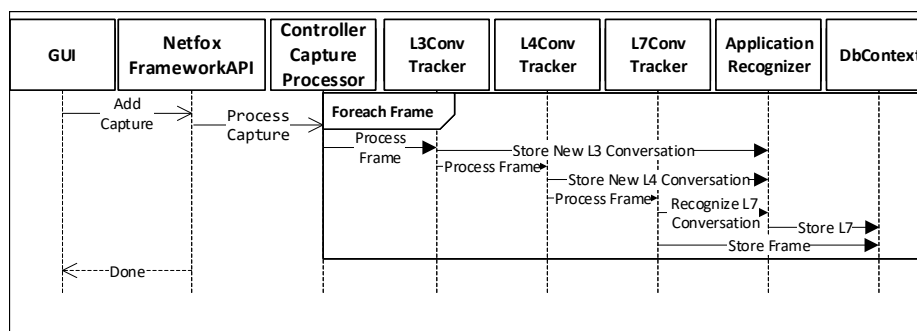 GUI
Netfox
FrameworkAPI
Controller
Capture
Processor
L3Conv
Tracker
L4Conv
Tracker
L7Conv
Tracker
Application
Recognizer
DbContext
Add
Capture
Process
Capture
Foreach Frame
Process
Frame
Store New L3 Conversation
Process Frame
Store New L4 Conversation
Process Frame
Recognize L7
Conversation
Store L7
Store Frame
Done